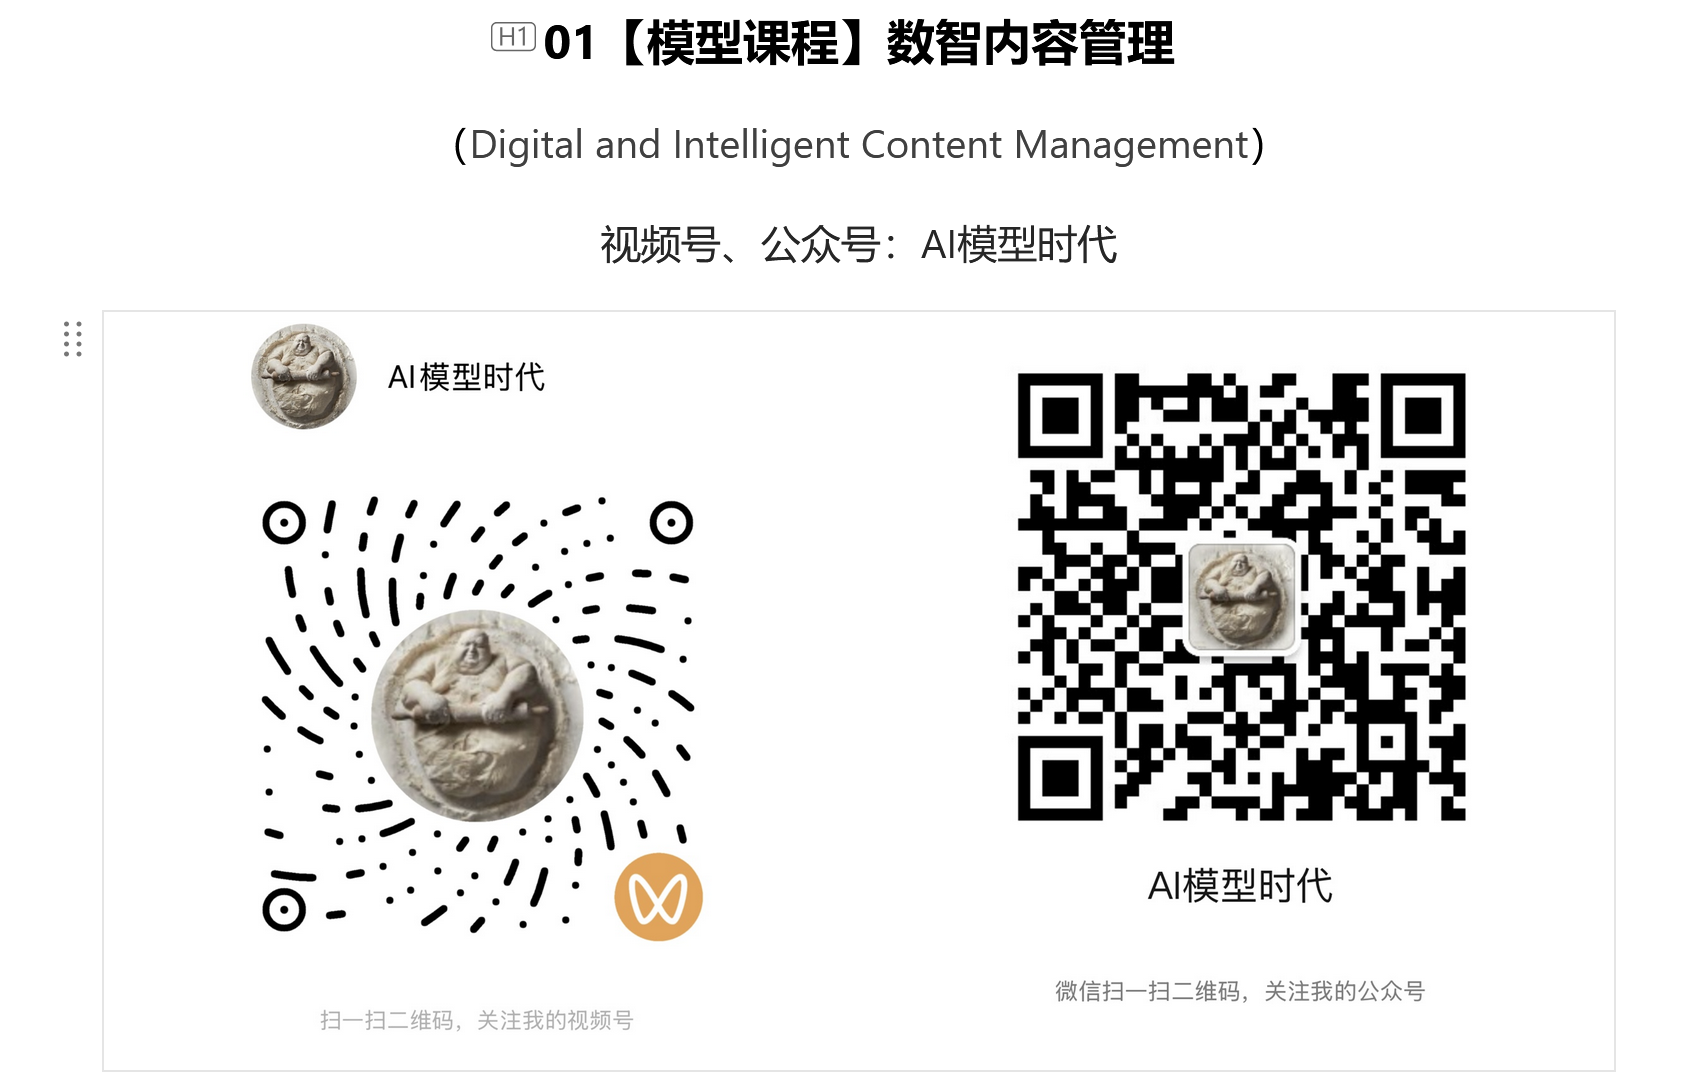 H1 01【模型课程】数智内容管理
（Digital and Intelligent Content Management）
视频号、公众号：AI模型时代
AI模型时代
扫一扫二维码，关注我的视频号
AI模型时代
微信扫一扫二维码，关注我的公众号